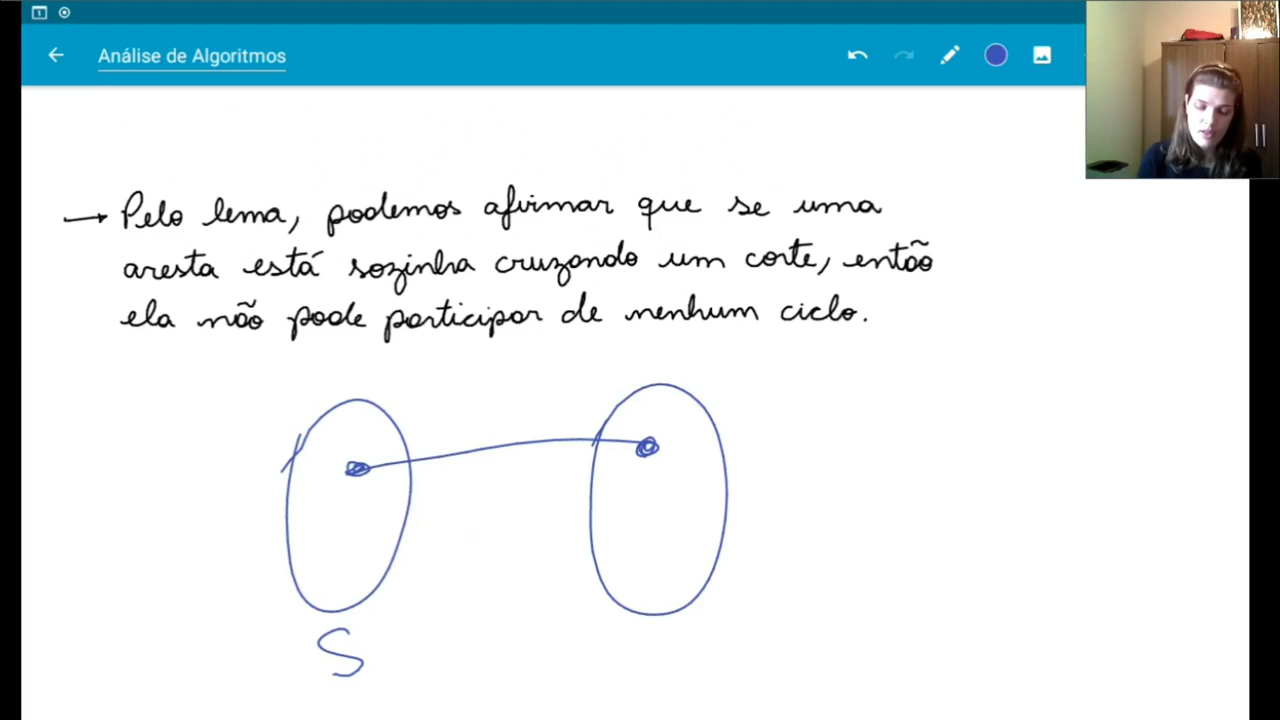 Análise de Algoritmos
→ Pelo lema, podemos afirmar que se uma
aresta está sozinha cruzando um corte, então
ela não pode participar de nenhum ciclo.
S